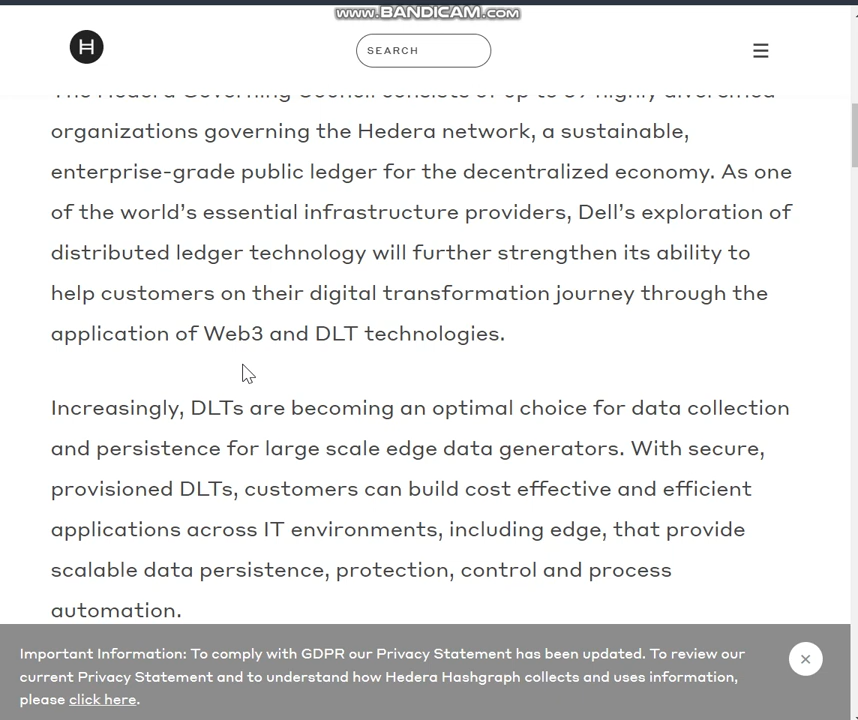 www.BANDICAM.com
SEARCH
The Hedera Governing Council consists of up to 39 highly diversified
organizations governing the Hedera network, a sustainable,
enterprise-grade public ledger for the decentralized economy. As one
of the world’s essential infrastructure providers, Dell’s exploration of
distributed ledger technology will further strengthen its ability to
help customers on their digital transformation journey through the
application of Web3 and DLT technologies.
Increasingly, DLTs are becoming an optimal choice for data collection
and persistence for large scale edge data generators. With secure,
provisioned DLTs, customers can build cost effective and efficient
applications across IT environments, including edge, that provide
scalable data persistence, protection, control and process
automation.
Important Information: To comply with GDPR our Privacy Statement has been updated. To review our
current Privacy Statement and to understand how Hedera Hashgraph collects and uses information,
please click here.